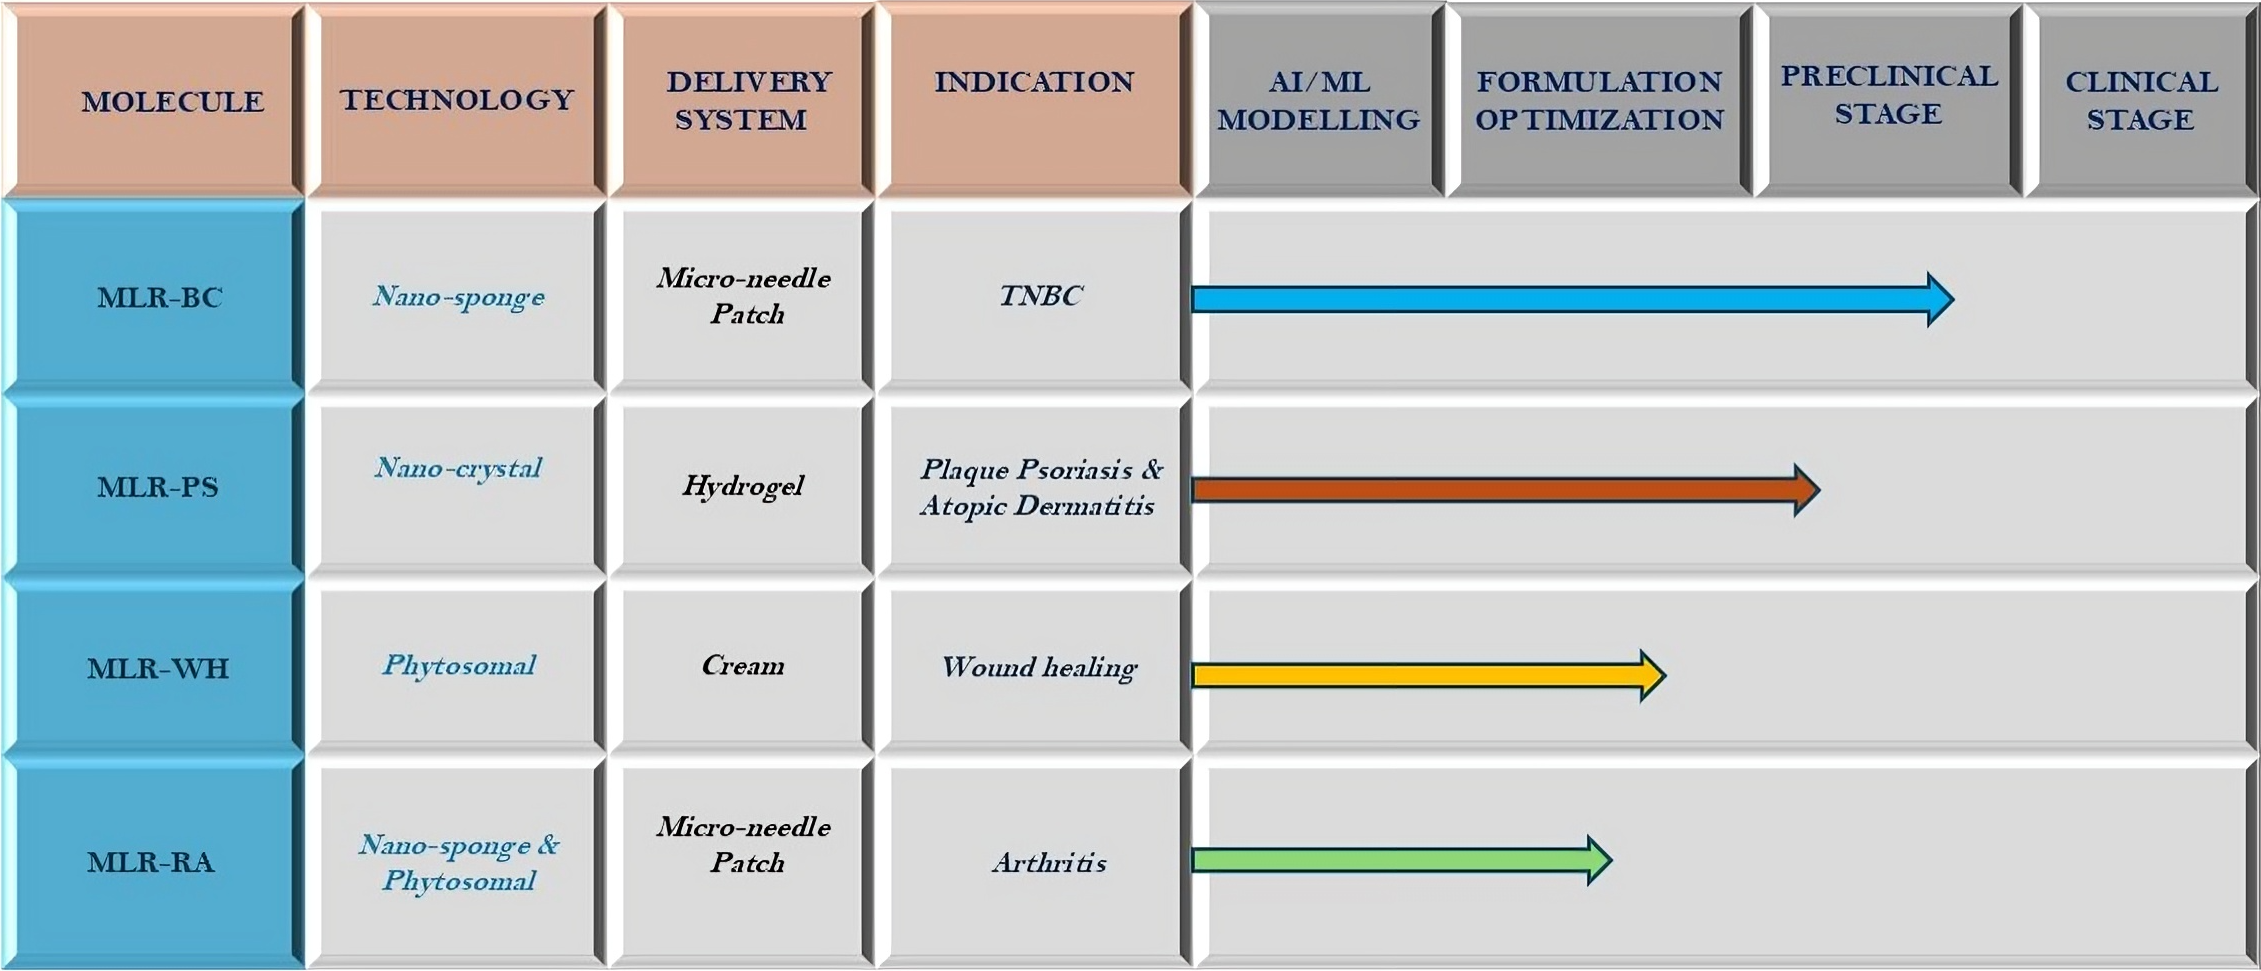 MOLECULE
TECHNOLOGY
DELIVERY
SYSTEM
INDICATION
AI/ML
MODELLING
FORMULATION
OPTIMIZATION
PRECLINICAL
STAGE
CLINICAL
STAGE
MLR-BC
Nano-sponge
Micro-needle
Patch
TNBC
MLR-PS
Nano-crystal
Hydrogel
Plaque Psoriasis &
Atopic Dermatitis
MLR-WH
Phytosomal
Cream
Wound healing
MLR-RA
Nano-sponge &
Phytosomal
Micro-needle
Patch
Arthritis